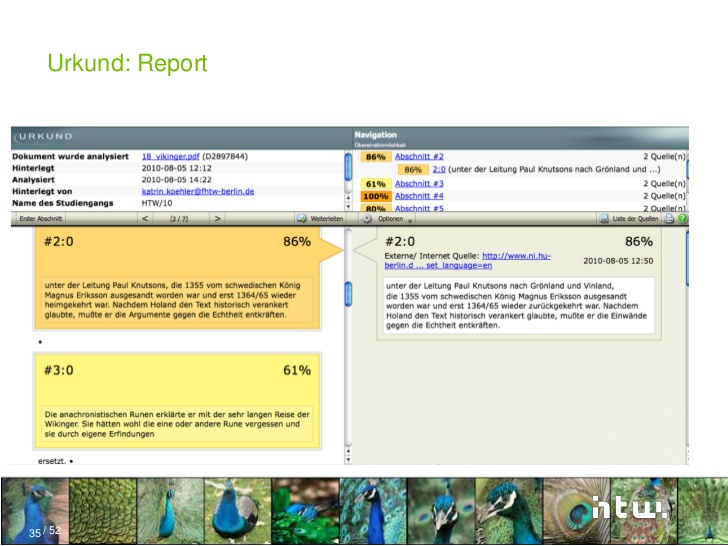 Urkund: Report
URKUND
Dokument wurde analysiert 18_vikinger.pdf (D2897844)
Hinterlegt 2010-08-05 12:12
Analysiert 2010-08-05 14:22
Hinterlegt von katrin.koehler@fhtw-berlin.de
Name des Studiengangs HTW/10
Navigation
Übereinstimmlichkeit
86% Abschnitt #2 2 Quelle(n)
86% 2:0 (unter der Leitung Paul Knutsons nach Grönland und ...)
61% Abschnitt #3 2 Quelle(n)
100% Abschnitt #4 2 Quelle(n)
80% Abschnitt #5 2 Quelle(n)
Erster Abschnitt < [2 / 7] > Weiterleiten
Optionen Liste der Quellen ?
#2:0 86%
unter der Leitung Paul Knutsons, die 1355 vom schwedischen König
Magnus Eriksson ausgesandt worden war und erst 1364/65 wieder
heimgekehrt war. Nachdem Holand den Text historisch verankert
glaubte, mußte er die Argumente gegen die Echtheit entkräften.
•
#3:0 61%
Die anachronistischen Runen erklärte er mit der sehr langen Reise der
Wikinger. Sie hätten wohl die eine oder andere Rune vergessen und
sie durch eigene Erfindungen
ersetzt. •
#2:0 86%
Externe/ Internet Quelle: http://www.ni.hu-
berlin.d ... set_language=en 2010-08-05 12:50
unter der Leitung Paul Knutsons nach Grönland und Vinland,
die 1355 vom schwedischen König Magnus Eriksson ausgesandt
worden war und erst 1364/65 wieder zurückgekehrt war. Nachdem
Holand den Text historisch verankert glaubte, mußte er die Einwände
gegen die Echtheit entkräften.
35 / 52
htw.